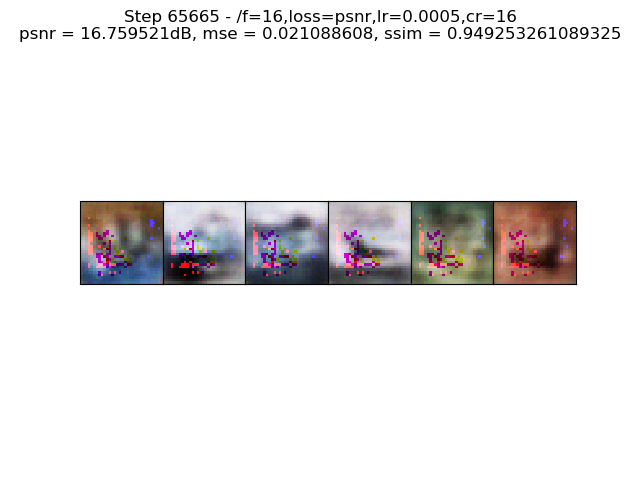 Step 65665 - /f=16,loss=psnr,lr=0.0005,cr=16
psnr = 16.759521dB, mse = 0.021088608, ssim = 0.949253261089325